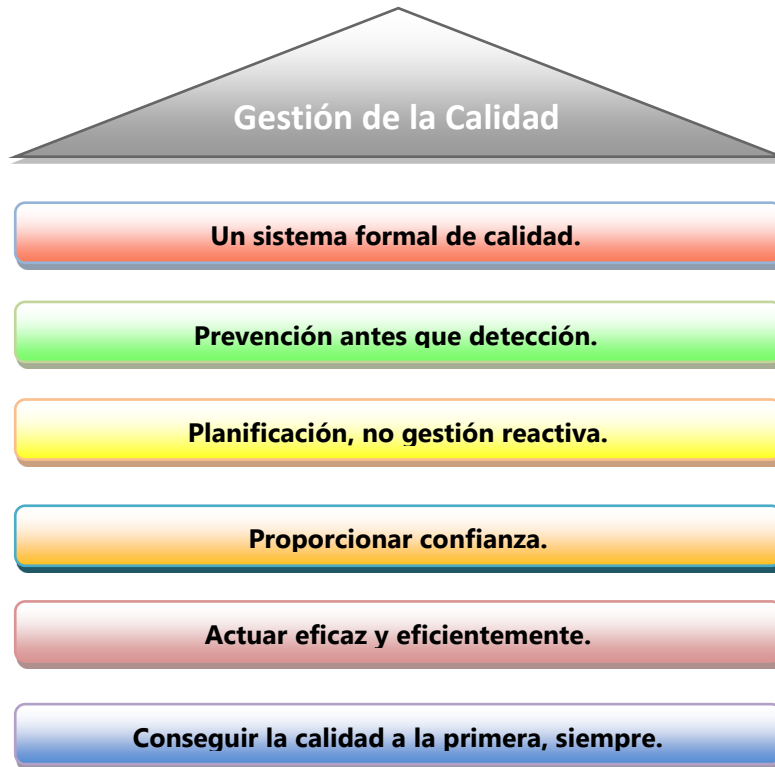 Gestión de la Calidad
Un sistema formal de calidad.
Prevención antes que detección.
Planificación, no gestión reactiva.
Proporcionar confianza.
Actuar eficaz y eficientemente.
Conseguir la calidad a la primera, siempre.